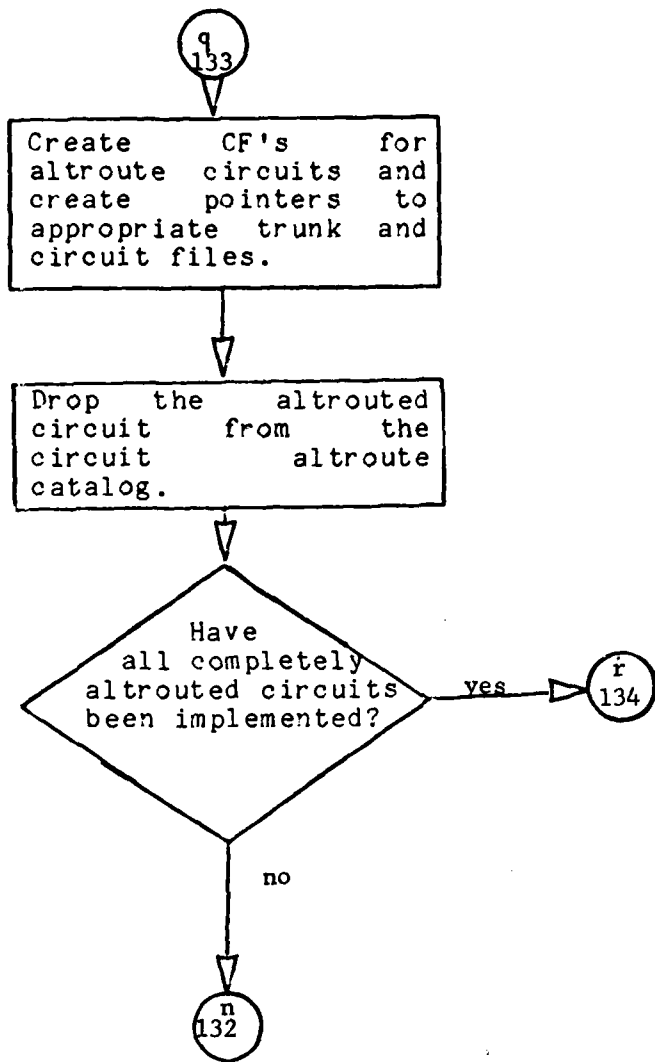 q
133
Create CF's for
altroute circuits and
create pointers to
appropriate trunk and
circuit files.
Drop the altrouted
circuit from the
circuit altroute
catalog.
Have
all completely
altrouted circuits
been implemented?
yes
r
134
no
n
132